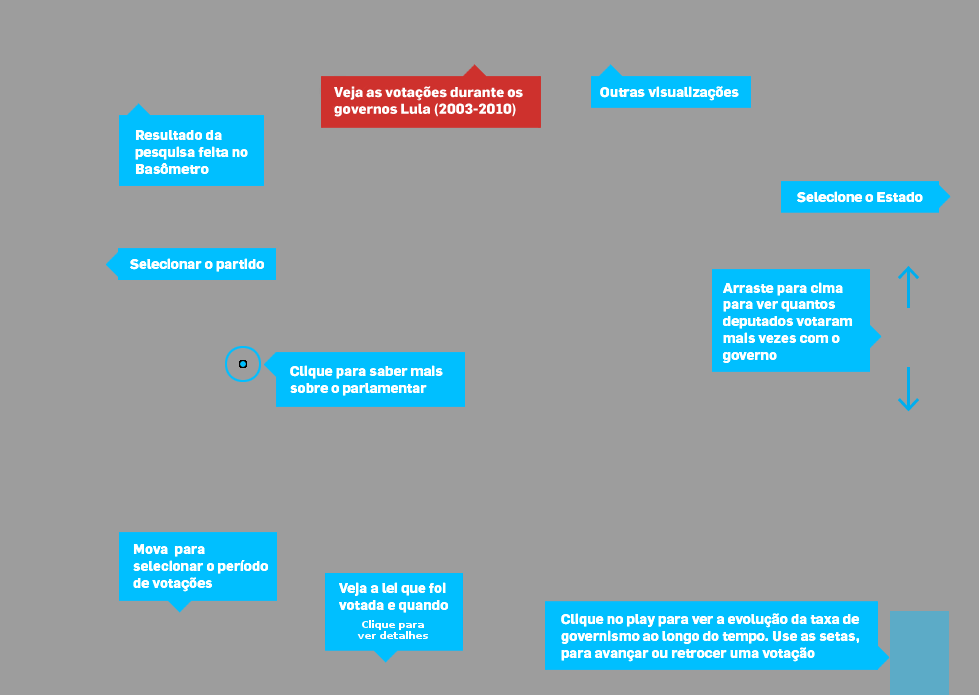 Veja as votações durante os
governos Lula (2003-2010)
Outras visualizações
Resultado da
pesquisa feita no
Basômetro
Selecione o Estado
Selecionar o partido
Arraste para cima
para ver quantos
deputados votaram
mais vezes com o
governo
Clique para saber mais
sobre o parlamentar
Mova para
selecionar o período
de votações
Veja a lei que foi
votada e quando
Clique para
ver detalhes
Clique no play para ver a evolução da taxa de
governismo ao longo do tempo. Use as setas,
para avançar ou retrocer uma votação